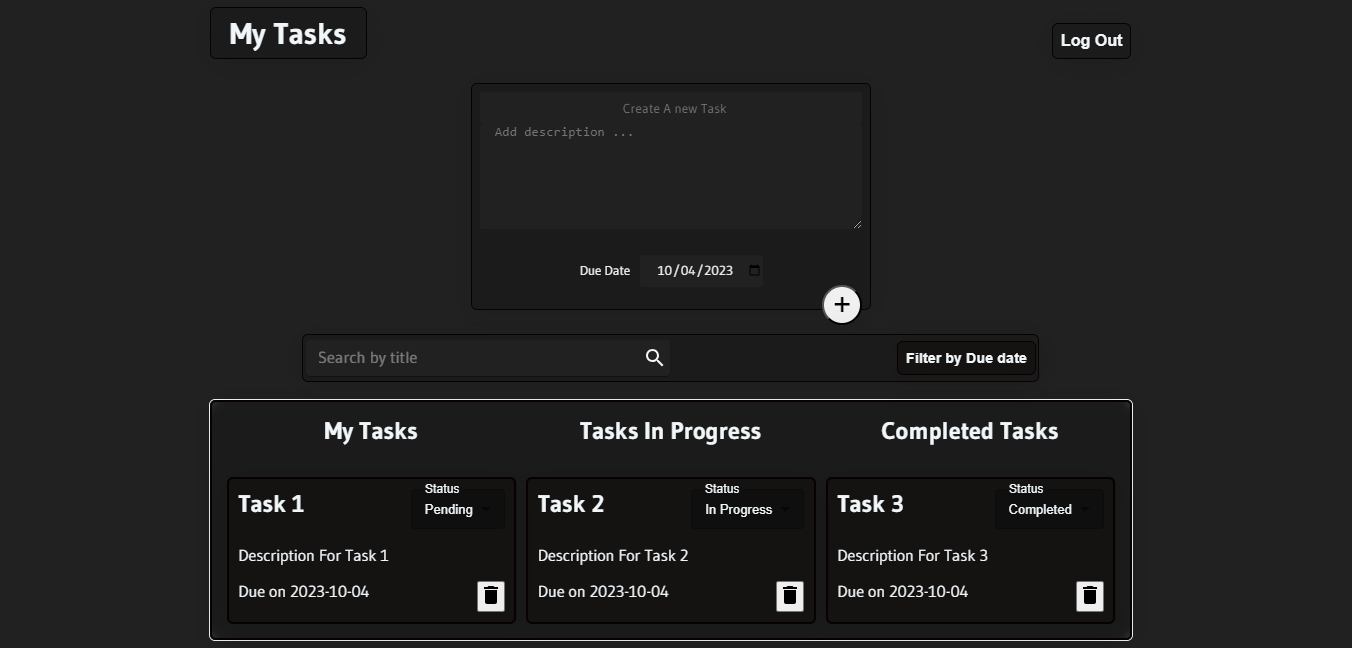 My Tasks
Log Out
Create A new Task
Add description ...
Due Date 10/04/2023
Search by title
Filter by Due date
My Tasks
Tasks In Progress
Completed Tasks
Task 1
Status
Pending
Description For Task 1
Due on 2023-10-04
Task 2
Status
In Progress
Description For Task 2
Due on 2023-10-04
Task 3
Status
Completed
Description For Task 3
Due on 2023-10-04